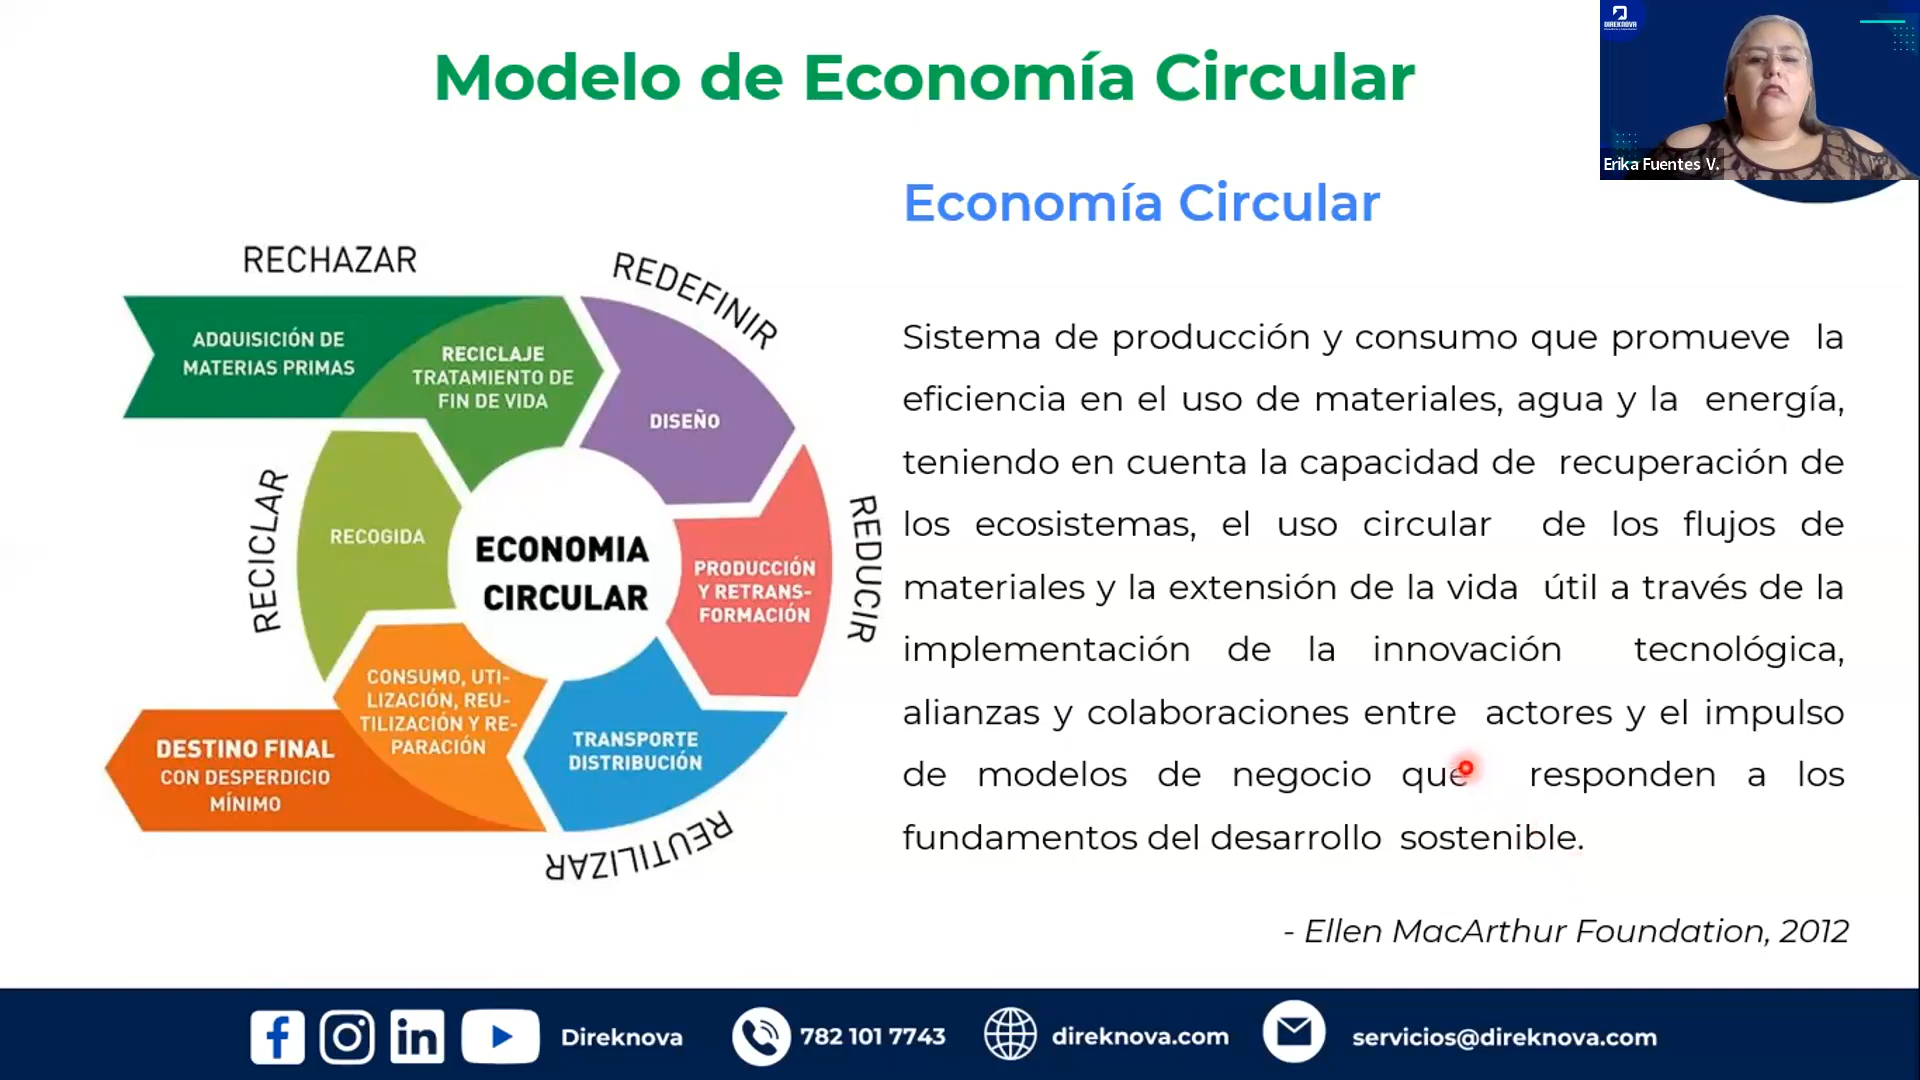 Modelo de Economía Circular
DIREKNOVA
Erika Fuentes V.
Economía Circular
RECHAZAR
REDEFINIR
REDUCIR
REUTILIZAR
RECICLAR
ADQUISICIÓN DE
MATERIAS PRIMAS
RECICLAJE
TRATAMIENTO DE
FIN DE VIDA
DISEÑO
PRODUCCIÓN
Y RETRANS-
FORMACIÓN
TRANSPORTE
DISTRIBUCIÓN
CONSUMO, UTI-
LIZACIÓN, REU-
TILIZACIÓN Y RE-
PARACIÓN
RECOGIDA
ECONOMIA
CIRCULAR
DESTINO FINAL
CON DESPERDICIO
MÍNIMO
Sistema de producción y consumo que promueve la
eficiencia en el uso de materiales, agua y la energía,
teniendo en cuenta la capacidad de recuperación de
los ecosistemas, el uso circular de los flujos de
materiales y la extensión de la vida útil a través de la
implementación de la innovación tecnológica,
alianzas y colaboraciones entre actores y el impulso
de modelos de negocio que responden a los
fundamentos del desarrollo sostenible.
- Ellen MacArthur Foundation, 2012
Direknova
782 101 7743
direknova.com
servicios@direknova.com